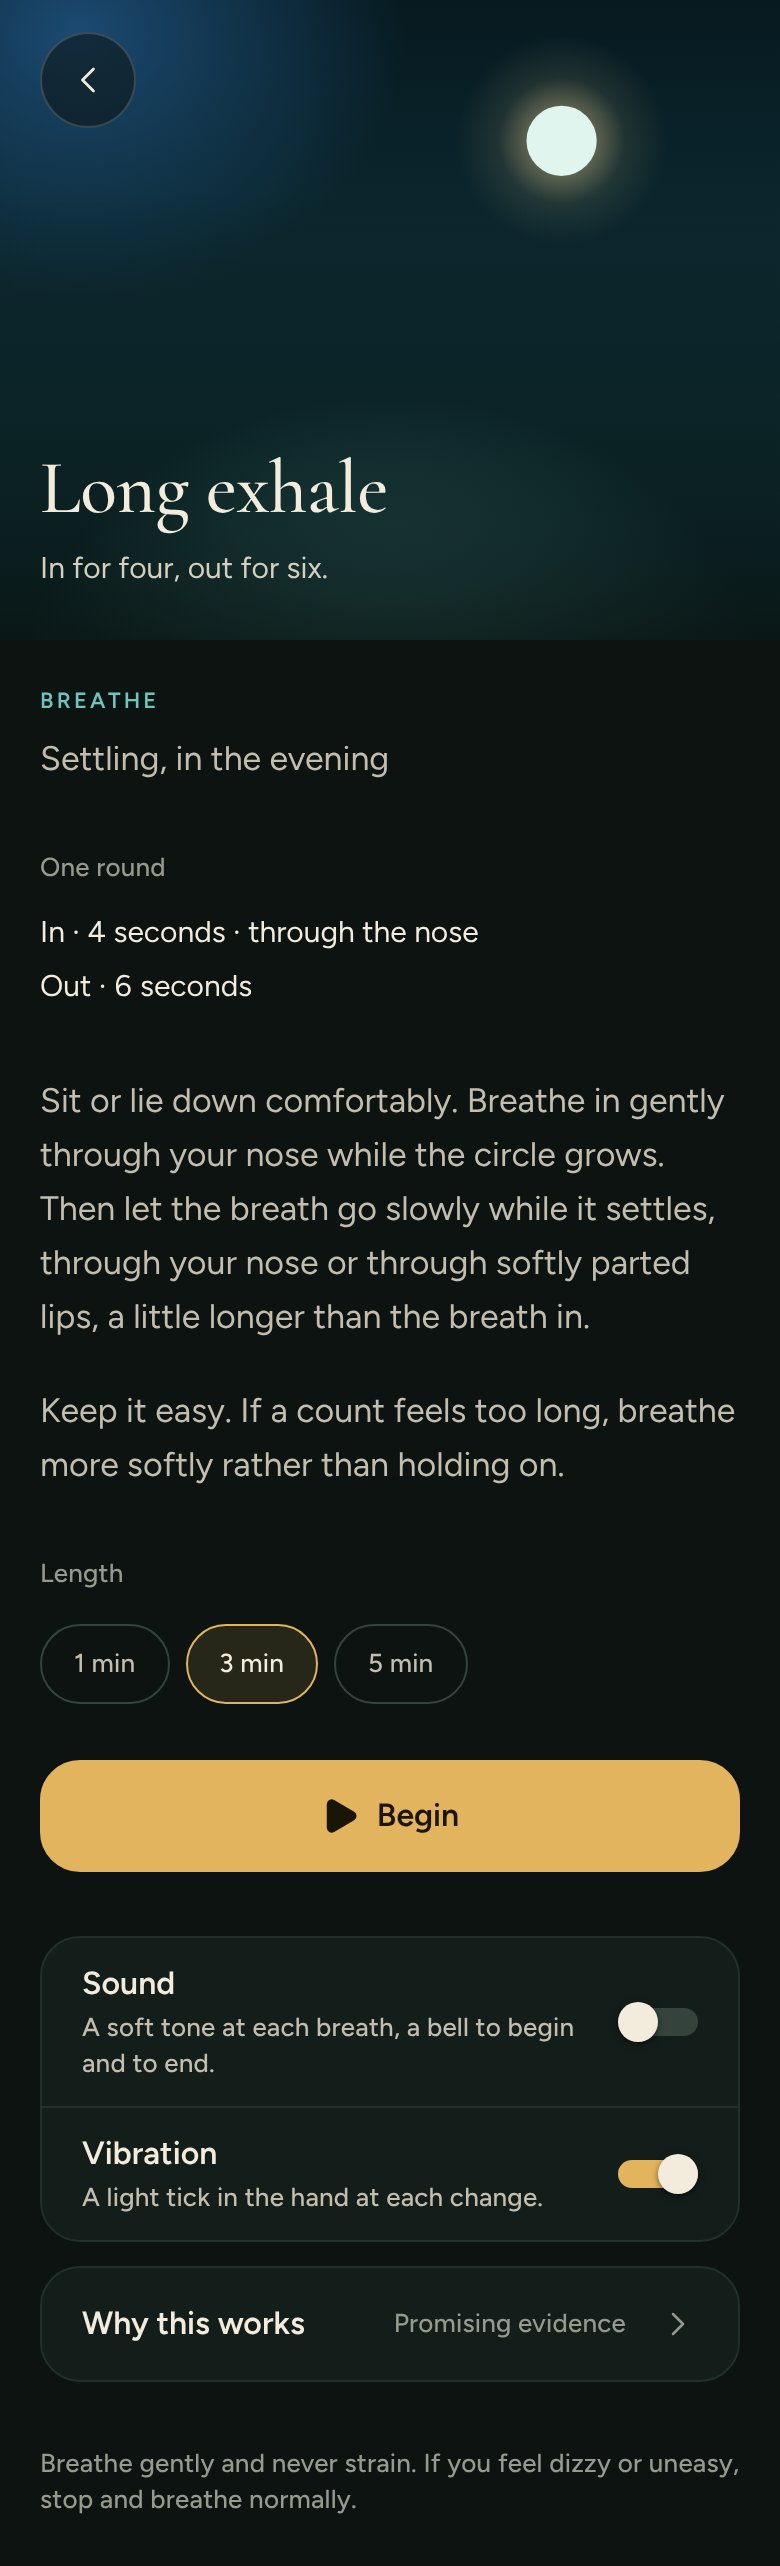 Long exhale
In for four, out for six.
BREATHE
Settling, in the evening
One round
In · 4 seconds · through the nose
Out · 6 seconds
Sit or lie down comfortably. Breathe in gently
through your nose while the circle grows.
Then let the breath go slowly while it settles,
through your nose or through softly parted
lips, a little longer than the breath in.
Keep it easy. If a count feels too long, breathe
more softly rather than holding on.
Length
1 min
3 min
5 min
Begin
Sound
A soft tone at each breath, a bell to begin
and to end.
Vibration
A light tick in the hand at each change.
Why this works
Promising evidence
Breathe gently and never strain. If you feel dizzy or uneasy,
stop and breathe normally.